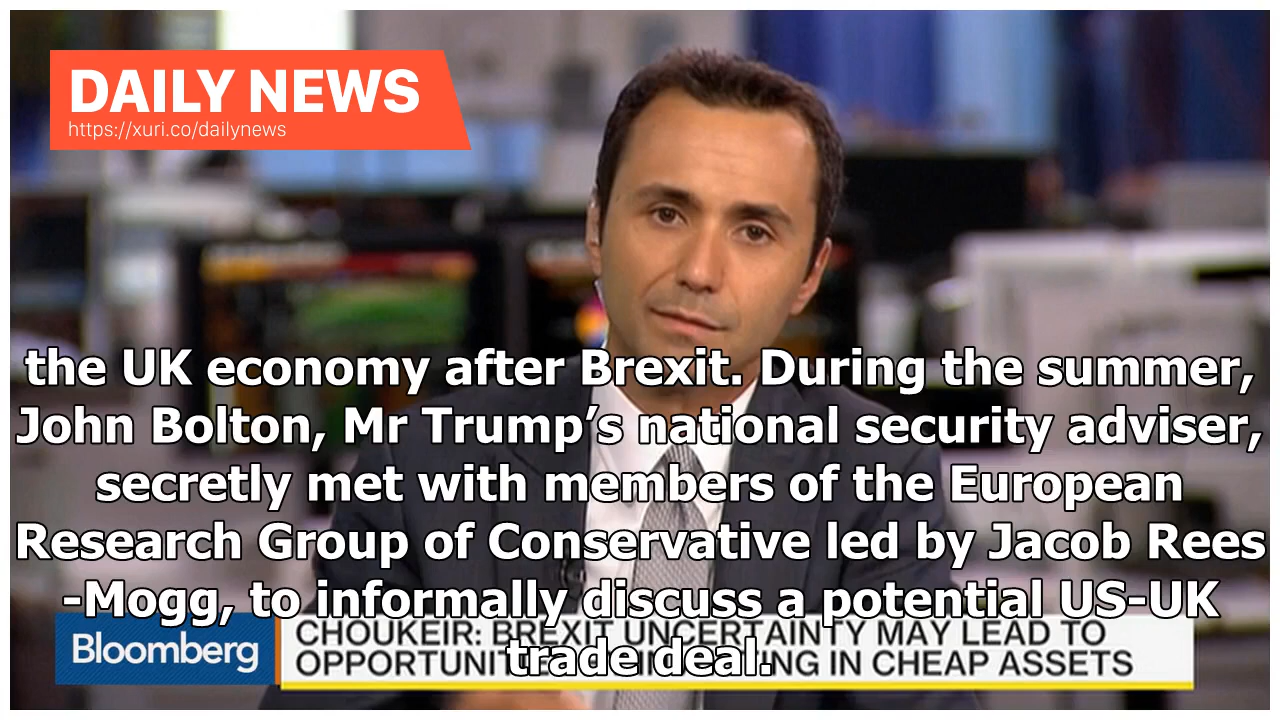 DAILY NEWS
https://xuri.co/dailynews
the UK economy after Brexit. During the summer,
John Bolton, Mr Trump’s national security adviser,
secretly met with members of the European
Research Group of Conservative led by Jacob Rees
-Mogg, to informally discuss a potential US-UK
trade deal.
Bloomberg
CHOUKEIR: BREXIT UNCERTAINTY MAY LEAD TO
IN CHEAP ASSETS